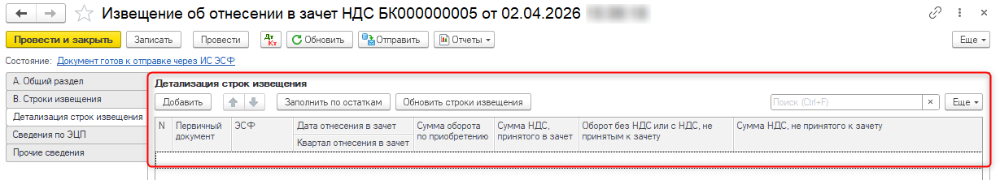 Извещение об отнесении в зачет НДС БК000000005 от 02.04.2026
Провести и закрыть Записать Провести Дт Кт Обновить Отправить Отчеты Еще
Состояние: Документ готов к отправке через ИС ЭСФ
А. Общий раздел
В. Строки извещения
Детализация строк извещения
Сведения по ЭЦП
Прочие сведения
Детализация строк извещения
Добавить Заполнить по остаткам Обновить строки извещения Поиск (Ctrl+F) × Еще
N
Первичный
документ
ЭСФ
Дата отнесения в зачет
Квартал отнесения в зачет
Сумма оборота
по приобретению
Сумма НДС,
принятого в зачет
Оборот без НДС или с НДС, не
принятым к зачету
Сумма НДС, не принятого к зачету